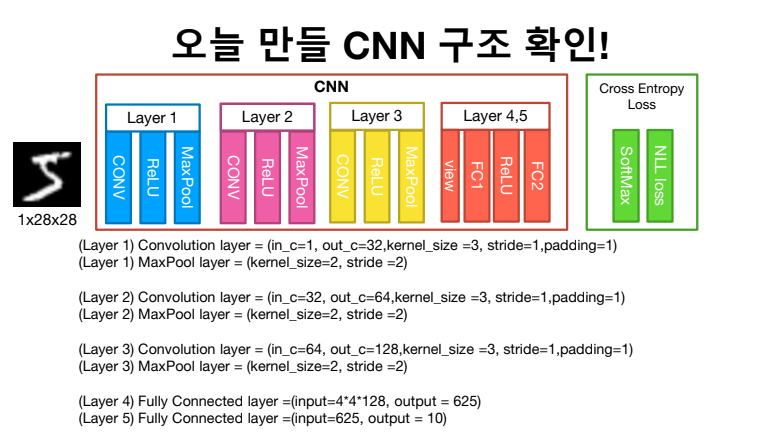 오늘 만들 CNN 구조 확인!
CNN
Cross Entropy
Loss
Layer 1
Layer 2
Layer 3
Layer 4,5
CONV
ReLU
MaxPool
CONV
ReLU
MaxPool
CONV
ReLU
MaxPool
view
FC1
ReLU
FC2
SoftMax
NLL loss
5
1x28x28
(Layer 1) Convolution layer = (in_c=1, out_c=32,kernel_size =3, stride=1,padding=1)
(Layer 1) MaxPool layer = (kernel_size=2, stride =2)
(Layer 2) Convolution layer = (in_c=32, out_c=64,kernel_size =3, stride=1,padding=1)
(Layer 2) MaxPool layer = (kernel_size=2, stride =2)
(Layer 3) Convolution layer = (in_c=64, out_c=128,kernel_size =3, stride=1,padding=1)
(Layer 3) MaxPool layer = (kernel_size=2, stride =2)
(Layer 4) Fully Connected layer =(input=4*4*128, output = 625)
(Layer 5) Fully Connected layer =(input=625, output = 10)